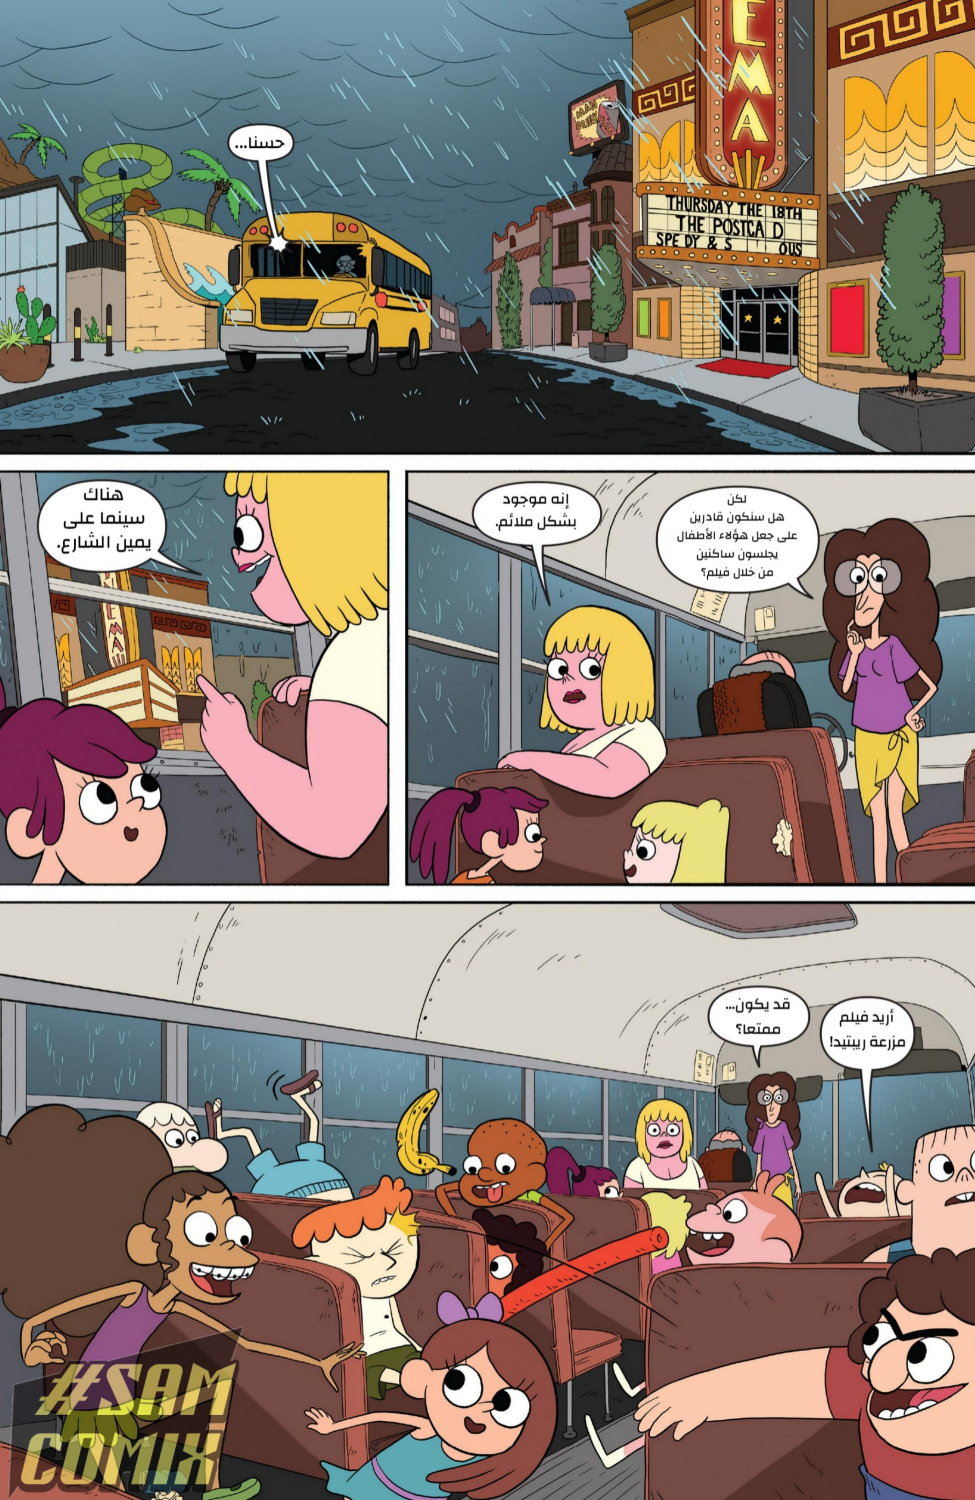 حسنا...
EMA
THURSDAY THE 18TH
THE POSTCA D
SPE DY & S ' ' OUS
هناك
سينما على
يمين الشارع.
EMA
إنه موجود
بشكل ملائم.
لكن
هل سنكون قادرين
على جعل هؤلاء الأطفال
يجلسون ساكنين
من خلال فيلم؟
أريد فيلم
مزرعة ريبتيد!
قد يكون...
ممتعا؟
#SAM
COMIX